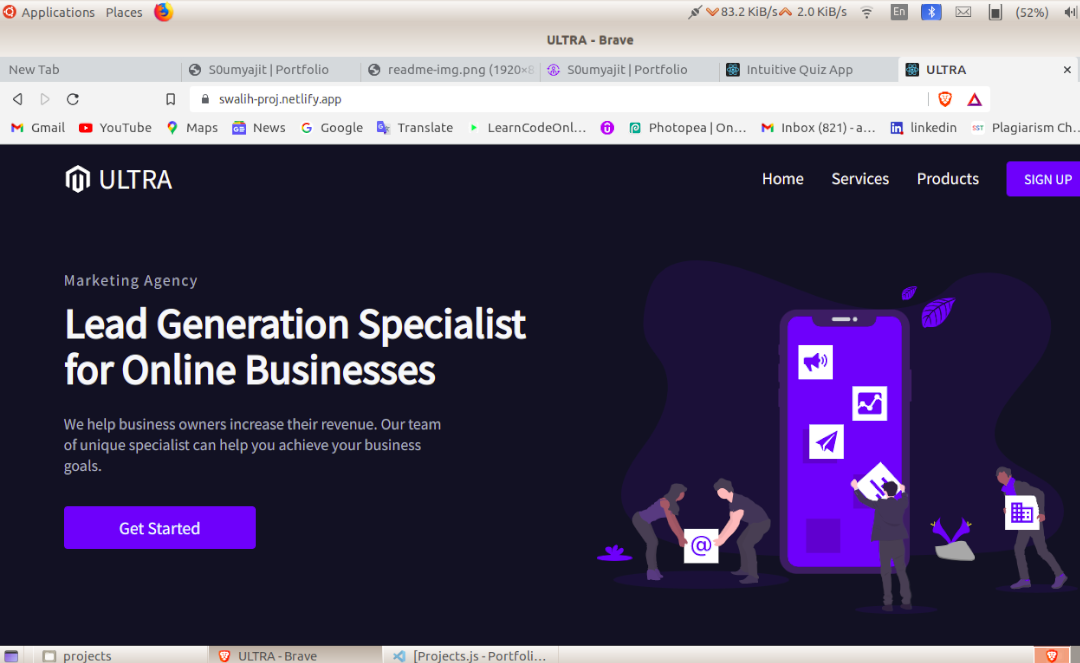 Applications Places 83.2 KiB/s 2.0 KiB/s En (52%)
ULTRA - Brave
New Tab S0umyajit | Portfolio readme-img.png (1920×8 S0umyajit | Portfolio Intuitive Quiz App ULTRA
swalih-proj.netlify.app
Gmail YouTube Maps News Google Translate LearnCodeOnl... Photopea | On... Inbox (821) - a... linkedin SST Plagiarism Ch...
ULTRA Home Services Products SIGN UP
Marketing Agency
Lead Generation Specialist
for Online Businesses
We help business owners increase their revenue. Our team
of unique specialist can help you achieve your business
goals.
Get Started
@
projects ULTRA - Brave [Projects.js - Portfoli...